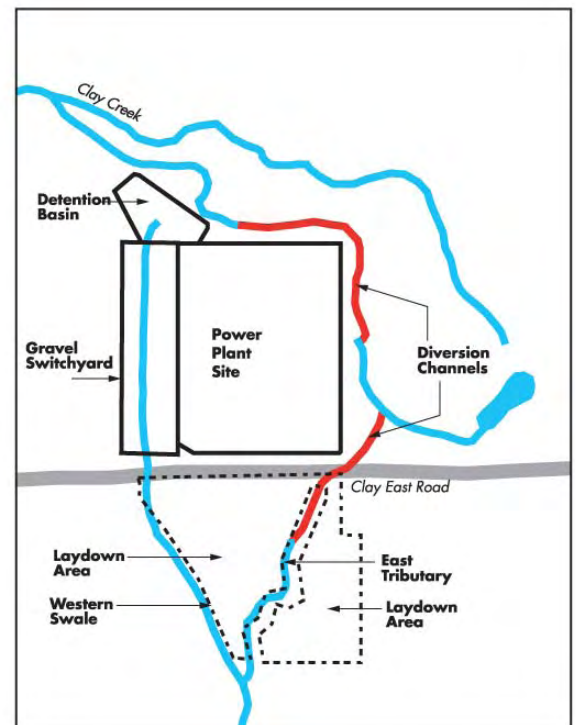 Clay Creek
Detention
Basin
Power
Plant
Site
Gravel
Switchyard
Diversion
Channels
Clay East Road
Laydown
Area
East
Tributary
Western
Swale
Laydown
Area